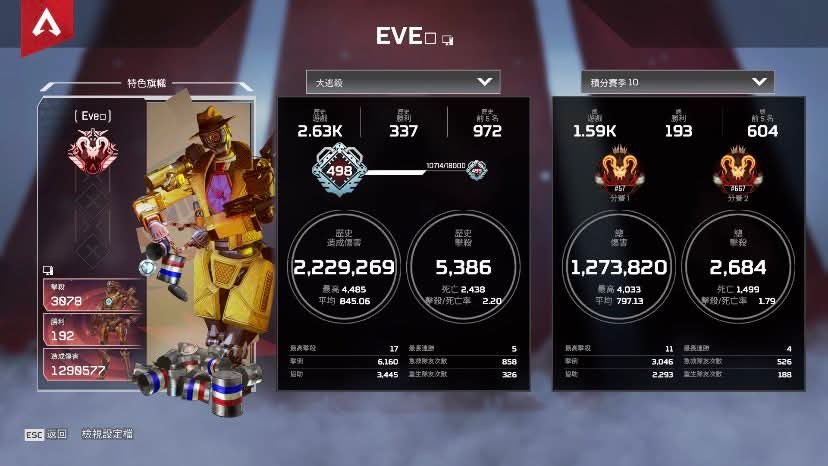 EVE□
特色旗幟
[ Eve□ ]
擊殺
3078
勝利
192
造成傷害
1290577
大逃殺
歷史
遊戲
2.63K
歷史
勝利
337
歷史
前 5 名
972
498
10714/18000
499
歷史
造成傷害
2,229,269
最高 4,485
平均 845.06
歷史
擊殺
5,386
死亡 2,438
擊殺/死亡率 2.20
最高擊殺 17
擊倒 6,160
協助 3,445
最長連勝 5
急救隊友次數 858
重生隊友次數 326
積分賽季 10
總
遊戲
1.59K
總
勝利
193
總
前 5 名
604
#57
分賽 1
#667
分賽 2
總
傷害
1,273,820
最高 4,033
平均 797.13
總
擊殺
2,684
死亡 1,499
擊殺/死亡率 1.79
最高擊殺 11
擊倒 3,046
協助 2,293
最長連勝 4
急救隊友次數 526
重生隊友次數 188
ESC 返回
檢視設定檔